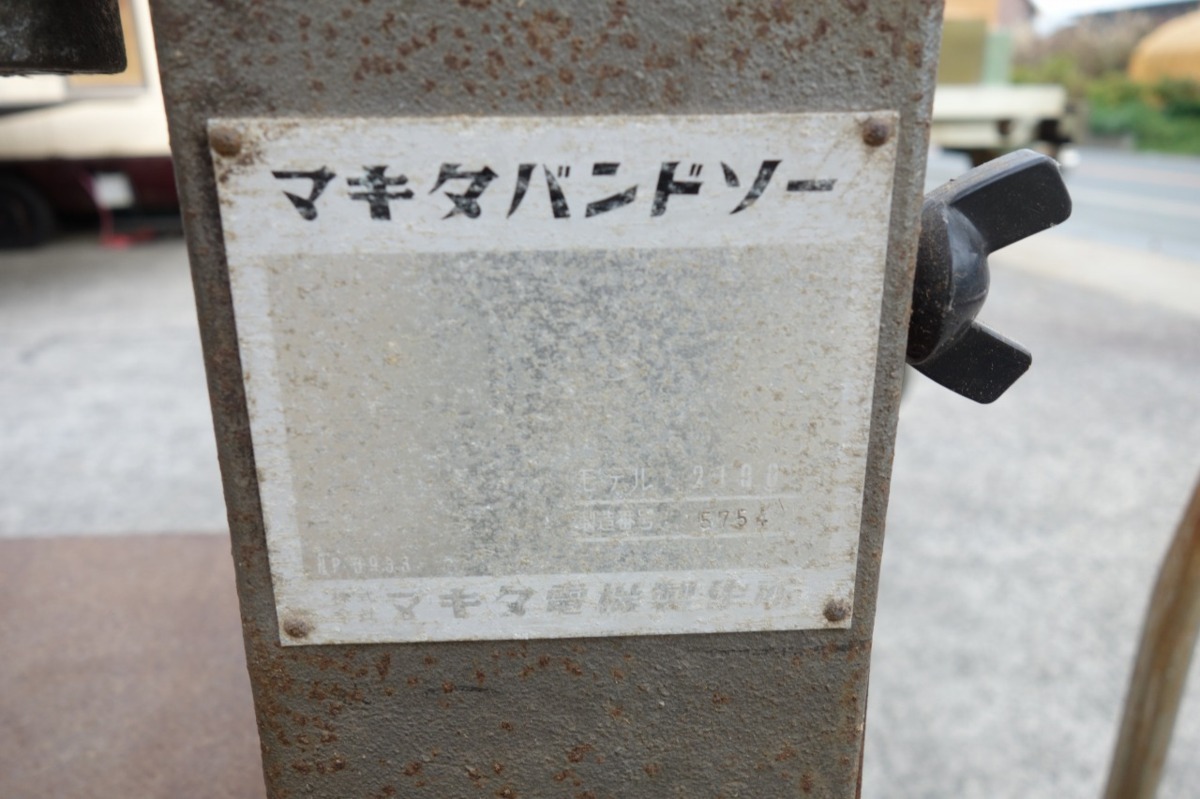 マキタバンドソー
モデル 2100
製造番号 5754
マキタ電機製作所